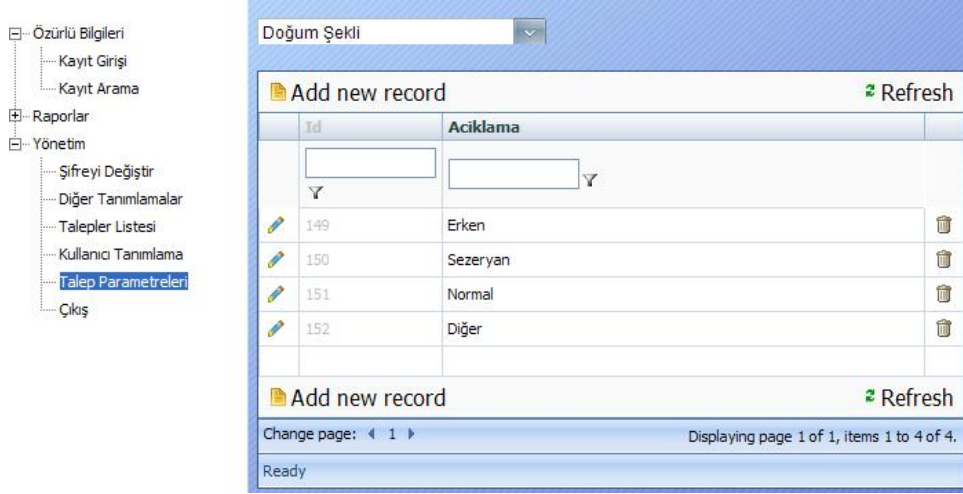 Özürlü Bilgileri
Kayıt Girişi
Kayıt Arama
Raporlar
Yönetim
Şifreyi Değiştir
Diğer Tanımlamalar
Talepler Listesi
Kullanıcı Tanımlama
Talep Parametreleri
Çıkış
Doğum Şekli
Add new record Refresh
Id Aciklama
149 Erken
150 Sezeryan
151 Normal
152 Diğer
Add new record Refresh
Change page: 1 Displaying page 1 of 1, items 1 to 4 of 4.
Ready